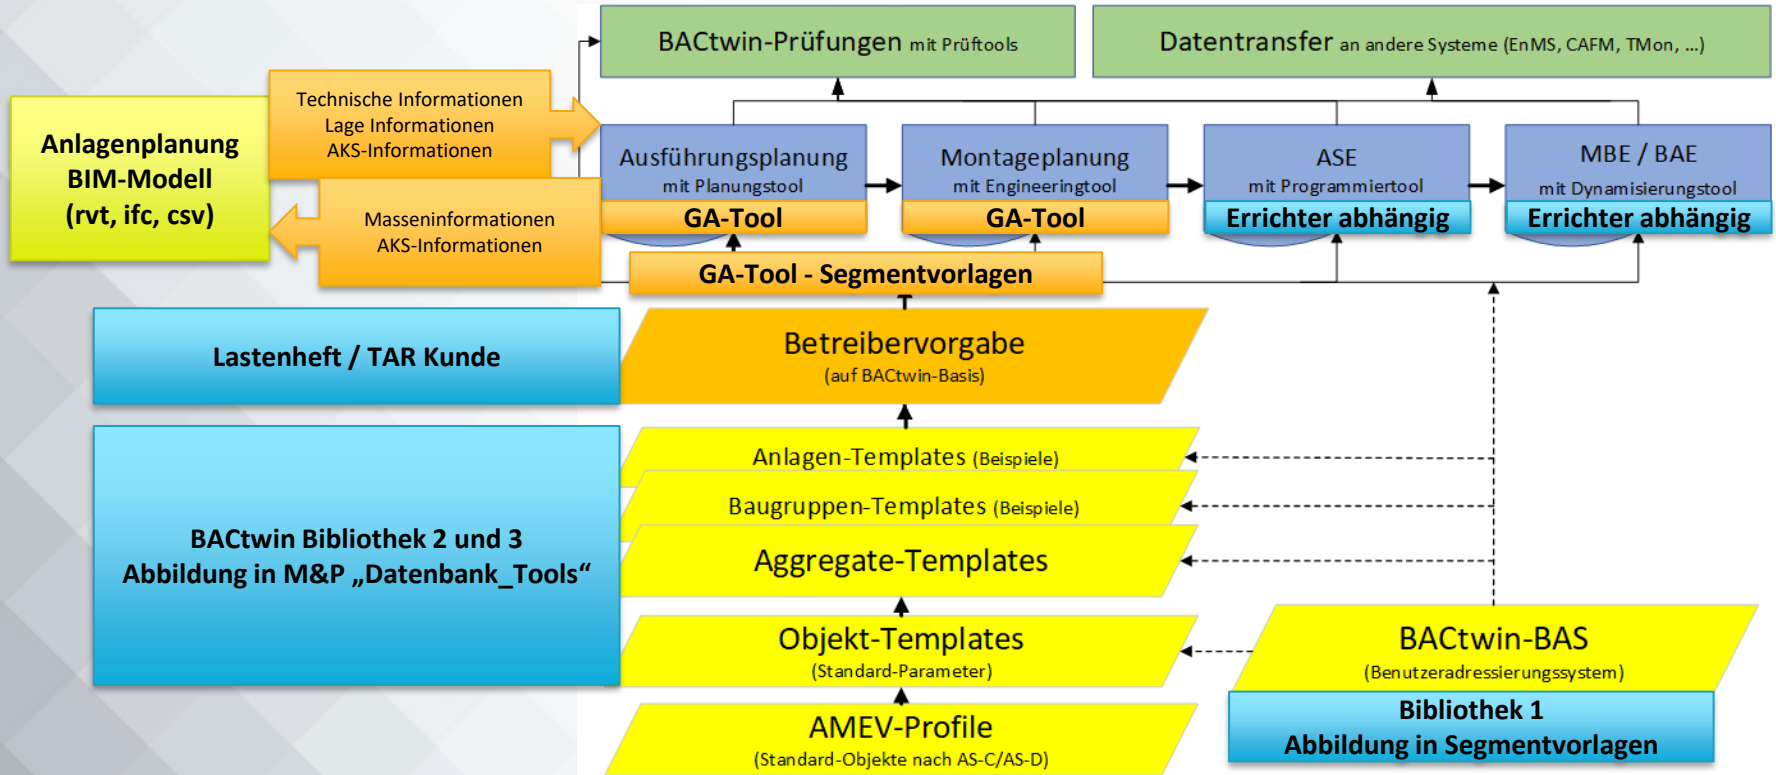 BACtwin-Prüfungen mit Prüftools
Datentransfer an andere Systeme (EnMS, CAFM, TMon, ...)
Anlagenplanung
BIM-Modell
(rvt, ifc, csv)
Technische Informationen
Lage Informationen
AKS-Informationen
Masseninformationen
AKS-Informationen
Ausführungsplanung
mit Planungstool
GA-Tool
Montageplanung
mit Engineeringtool
GA-Tool
ASE
mit Programmiertool
Errichter abhängig
MBE / BAE
mit Dynamisierungstool
Errichter abhängig
GA-Tool - Segmentvorlagen
Lastenheft / TAR Kunde
Betreibervorgabe
(auf BACtwin-Basis)
BACtwin Bibliothek 2 und 3
Abbildung in M&P „Datenbank_Tools“
Anlagen-Templates (Beispiele)
Baugruppen-Templates (Beispiele)
Aggregate-Templates
Objekt-Templates
(Standard-Parameter)
AMEV-Profile
(Standard-Objekte nach AS-C/AS-D)
BACtwin-BAS
(Benutzeradressierungssystem)
Bibliothek 1
Abbildung in Segmentvorlagen